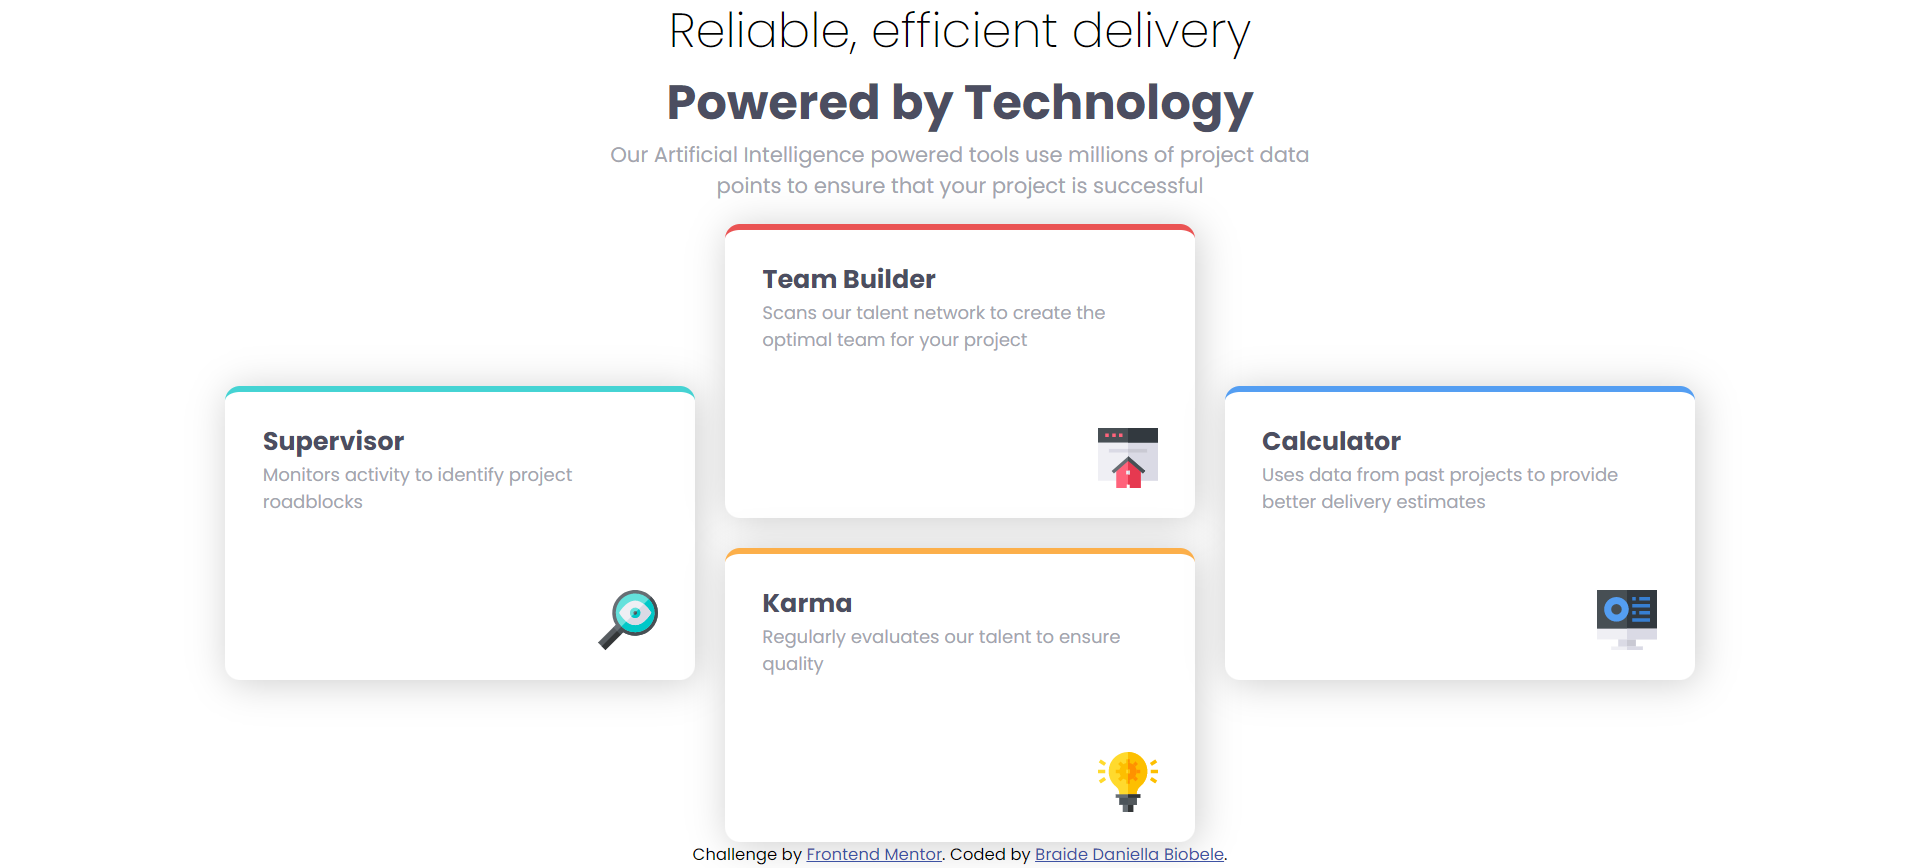 Reliable, efficient delivery
Powered by Technology
Our Artificial Intelligence powered tools use millions of project data
points to ensure that your project is successful
Team Builder
Scans our talent network to create the
optimal team for your project
Supervisor
Monitors activity to identify project
roadblocks
Calculator
Uses data from past projects to provide
better delivery estimates
Karma
Regularly evaluates our talent to ensure
quality
Challenge by Frontend Mentor. Coded by Braide Daniella Biobele.